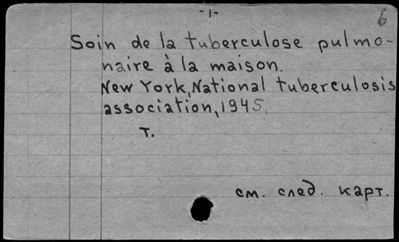 -1-
6
Soin de la tuberculose pulmo-
naire à la maison.
New York, National tuberculosis
association, 1945.
T.
см. след. карт.